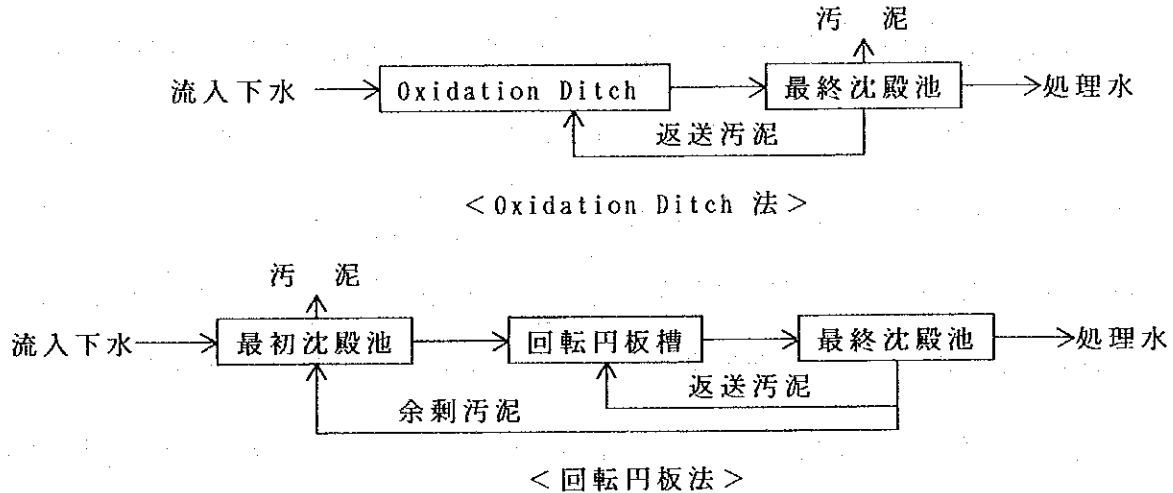 汚 泥
流入下水 Oxidation Ditch 最終沈殿池 処理水
返送汚泥
<Oxidation Ditch 法>
汚 泥
流入下水 最初沈殿池 回転円板槽 最終沈殿池 処理水
返送汚泥
余剰汚泥
<回転円板法>